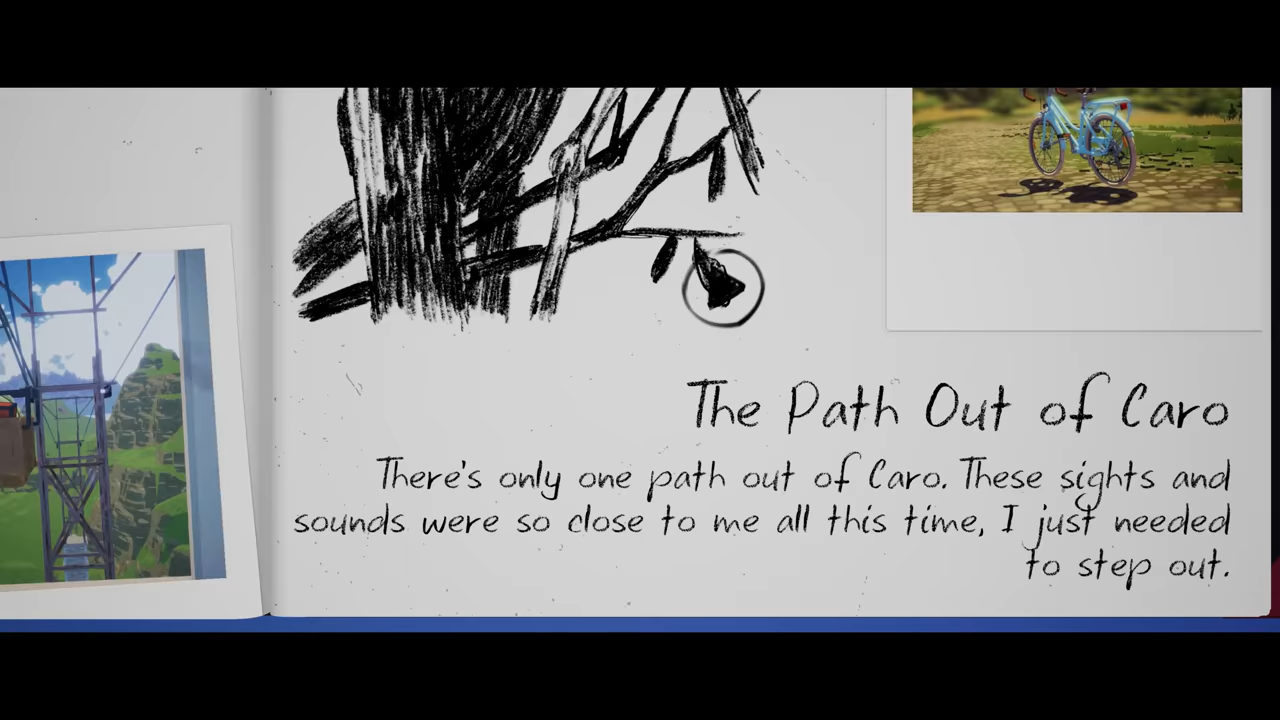 The Path Out of Caro
There's only one path out of Caro. These sights and
sounds were so close to me all this time, I just needed
to step out.